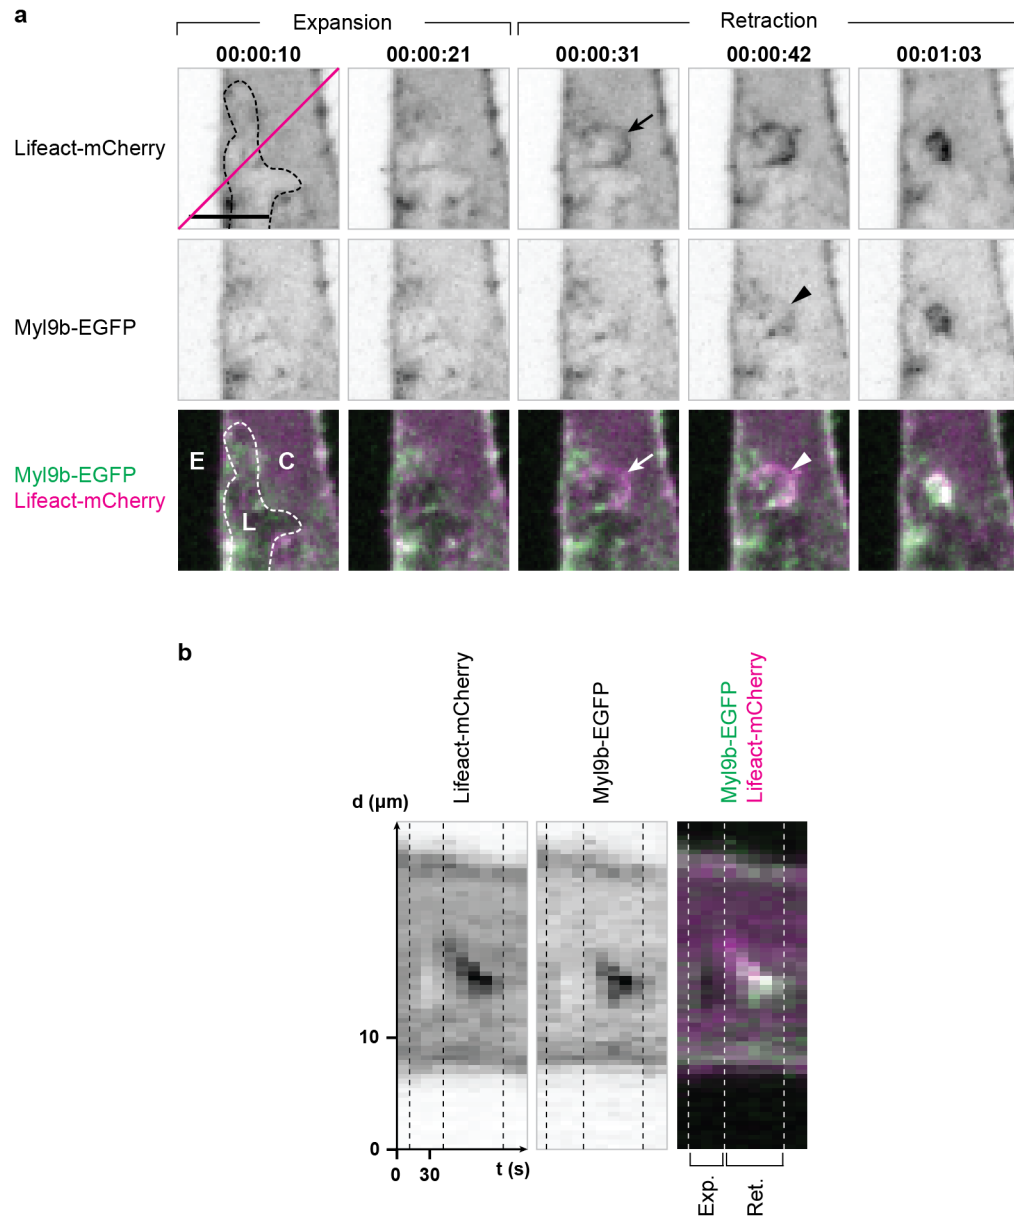 a
Expansion
Retraction
00:00:10
00:00:21
00:00:31
00:00:42
00:01:03
Lifeact-mCherry
Myl9b-EGFP
Myl9b-EGFP
Lifeact-mCherry
E
C
L
b
Lifeact-mCherry
Myl9b-EGFP
Myl9b-EGFP
Lifeact-mCherry
d (µm)
10
0
0
30
t (s)
Exp.
Ret.